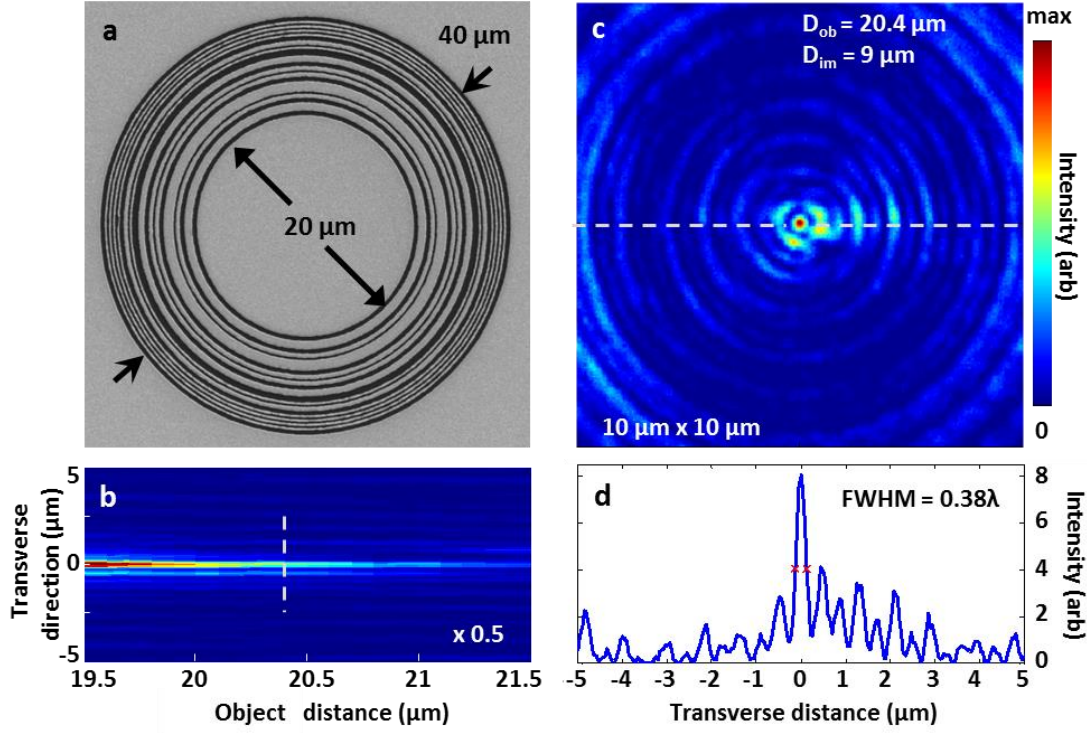 a
40 µm
20 µm
c
D_ob = 20.4 µm
D_im = 9 µm
10 µm x 10 µm
max
Intensity (arb)
0
b
5
0
-5
Transverse
direction (µm)
x 0.5
19.5 20 20.5 21 21.5
Object distance (µm)
d
FWHM = 0.38λ
8
6
4
2
0
Intensity (arb)
-5 -4 -3 -2 -1 0 1 2 3 4 5
Transverse distance (µm)